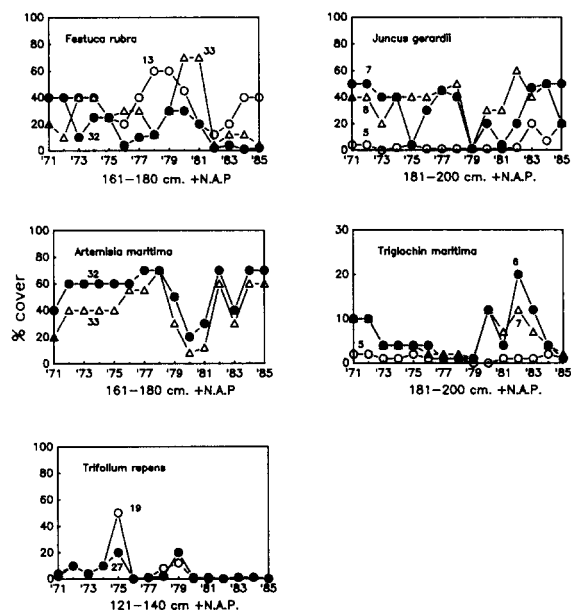 100
80
60
40
20
0
Festuca rubra
13
33
32
'71 '73 '75 '77 '79 '81 '83 '85
161-180 cm. +N.A.P
100
80
60
40
20
0
Juncus gerardii
7
8
5
'71 '73 '75 '77 '79 '81 '83 '85
181-200 cm. +N.A.P.
% cover
100
80
60
40
20
0
Artemisia maritima
32
33
'71 '73 '75 '77 '79 '81 '83 '85
161-180 cm. +N.A.P
30
20
10
0
Triglochin maritima
5
6
7
'71 '73 '75 '77 '79 '81 '83 '85
181-200 cm. +N.A.P.
100
80
60
40
20
0
Trifolium repens
19
27
'71 '73 '75 '77 '79 '81 '83 '85
121-140 cm +N.A.P.